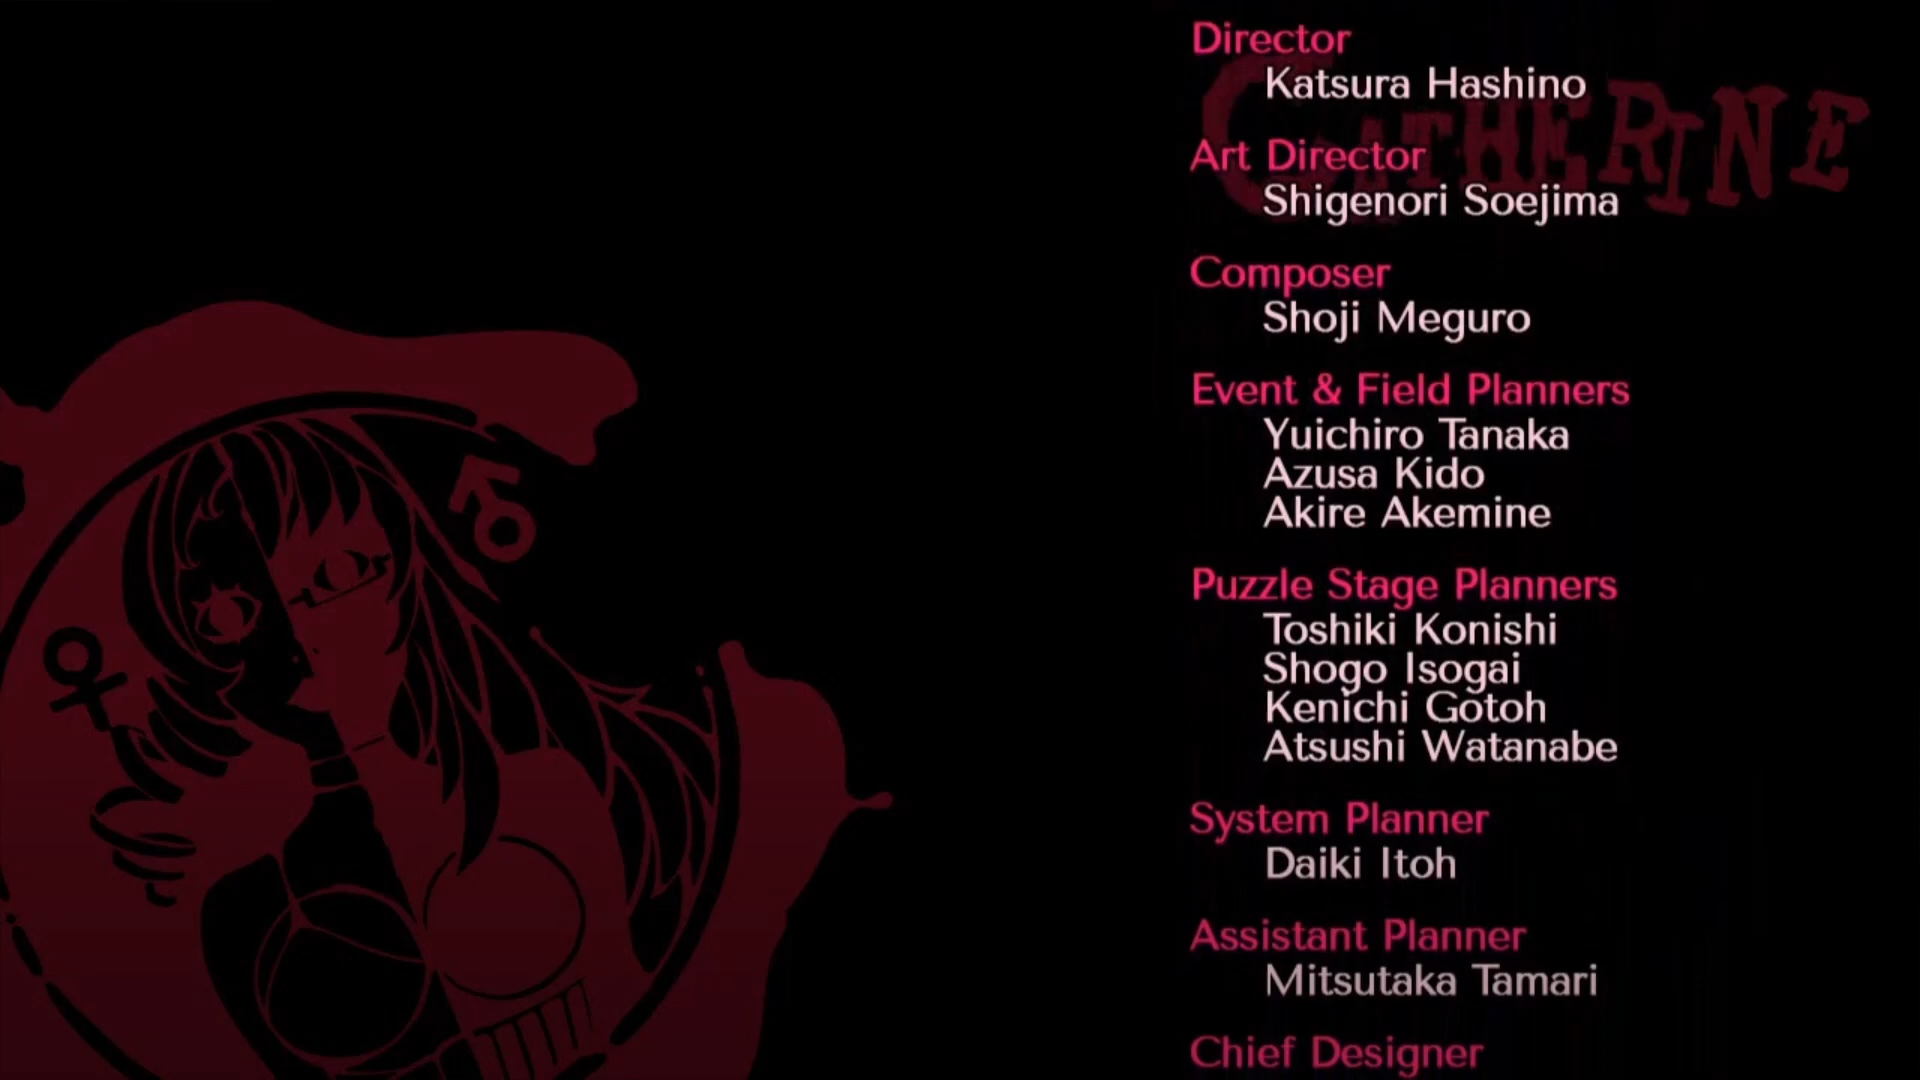 CATHERINE
Director
Katsura Hashino
Art Director
Shigenori Soejima
Composer
Shoji Meguro
Event & Field Planners
Yuichiro Tanaka
Azusa Kido
Akire Akemine
Puzzle Stage Planners
Toshiki Konishi
Shogo Isogai
Kenichi Gotoh
Atsushi Watanabe
System Planner
Daiki Itoh
Assistant Planner
Mitsutaka Tamari
Chief Designer